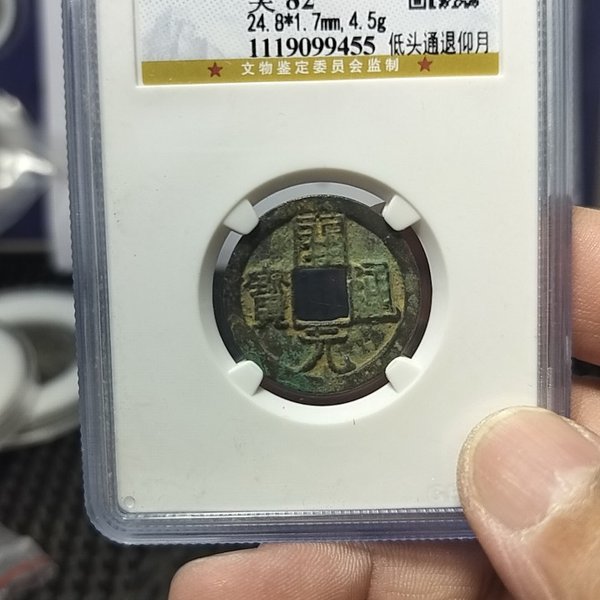 美 82
24.8*1.7mm,4.5g
1119099455 低头通退仰月
★ 文物鉴定委员会监制 ★
開元通寶